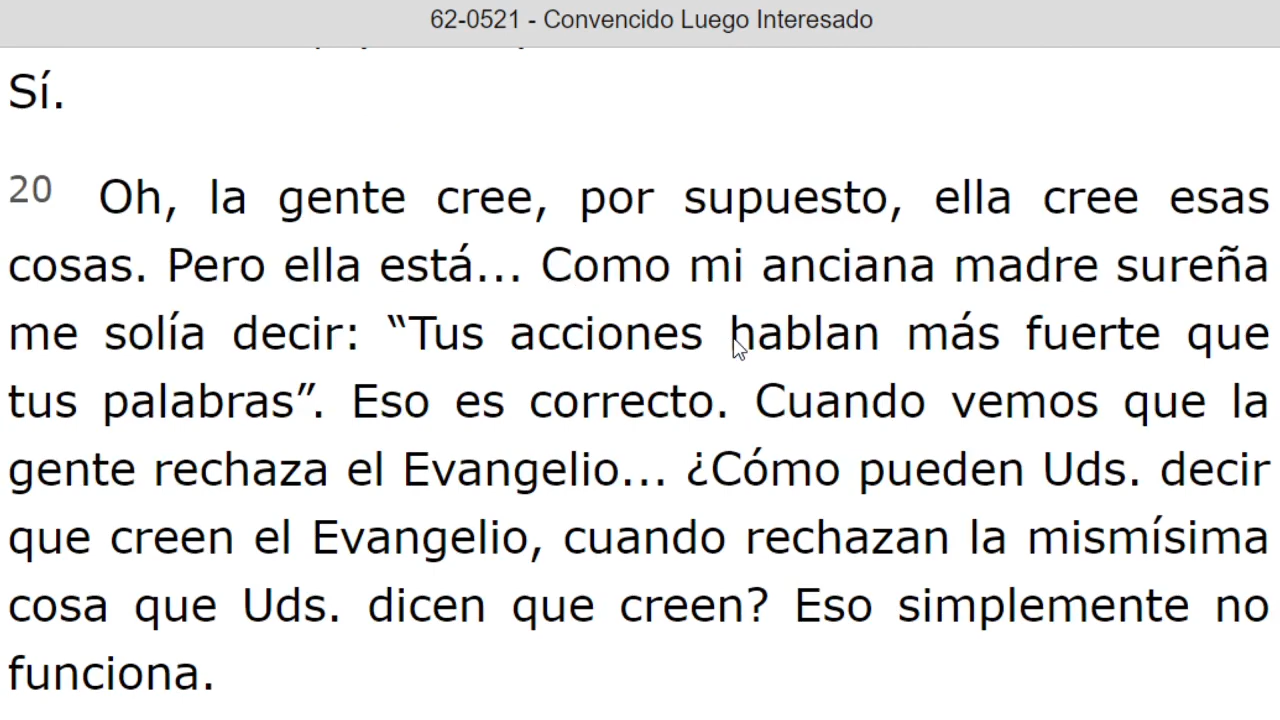 62-0521 - Convencido Luego Interesado
Sí.
20 Oh, la gente cree, por supuesto, ella cree esas
cosas. Pero ella está... Como mi anciana madre sureña
me solía decir: “Tus acciones hablan más fuerte que
tus palabras”. Eso es correcto. Cuando vemos que la
gente rechaza el Evangelio... ¿Cómo pueden Uds. decir
que creen el Evangelio, cuando rechazan la mismísima
cosa que Uds. dicen que creen? Eso simplemente no
funciona.